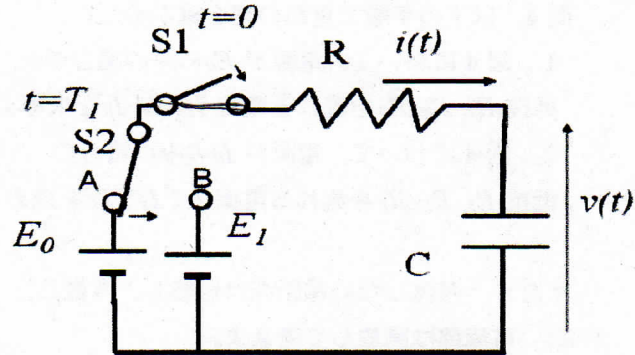 t=0
S1
R
i(t)
t=T₁
S2
A
B
E₀
E₁
C
v(t)